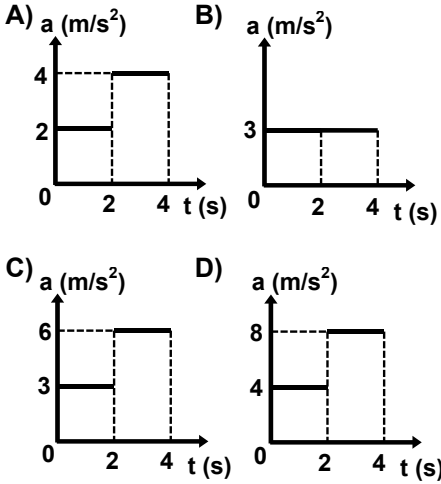 A) a (m/s²)
4
2
0 2 4 t (s)
B) a (m/s²)
3
0 2 4 t (s)
C) a (m/s²)
6
3
0 2 4 t (s)
D) a (m/s²)
8
4
0 2 4 t (s)